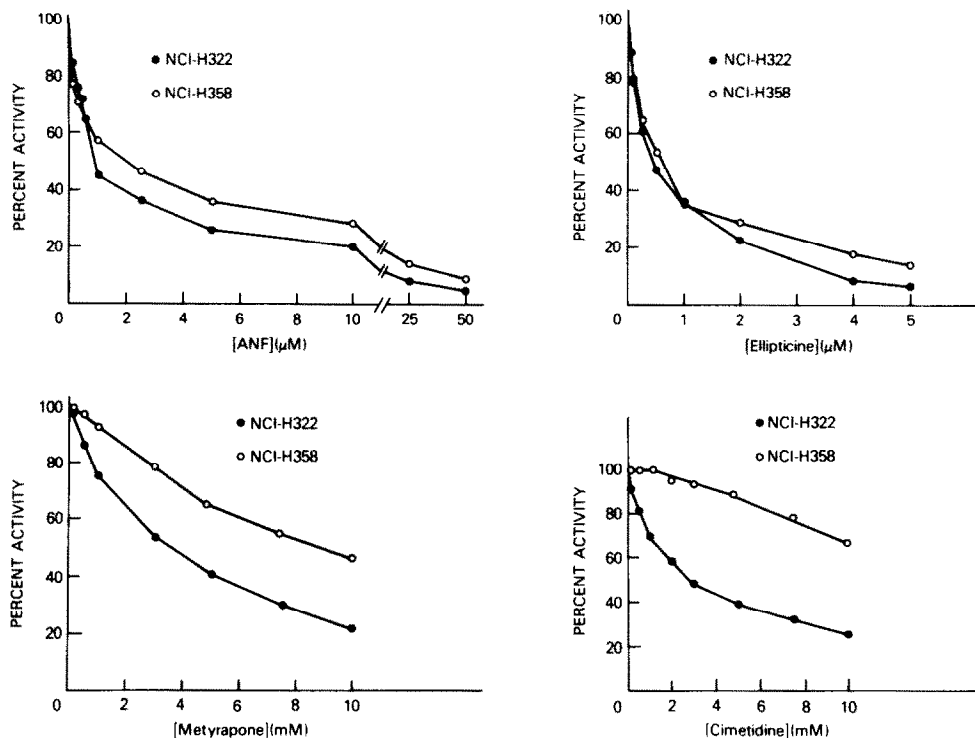 100
80
60
40
20
0
PERCENT ACTIVITY
NCI-H322
NCI-H358
2 4 6 8 10 25 50
[ANF](μM)
100
80
60
40
20
0
PERCENT ACTIVITY
NCI-H322
NCI-H358
1 2 3 4 5
[Ellipticine](μM)
100
80
60
40
20
0
PERCENT ACTIVITY
NCI-H322
NCI-H358
2 4 6 8 10
[Metyrapone](mM)
NCI-H322
NCI-H358
100
80
60
40
20
0
PERCENT ACTIVITY
2 4 6 8 10
[Cimetidine](mM)